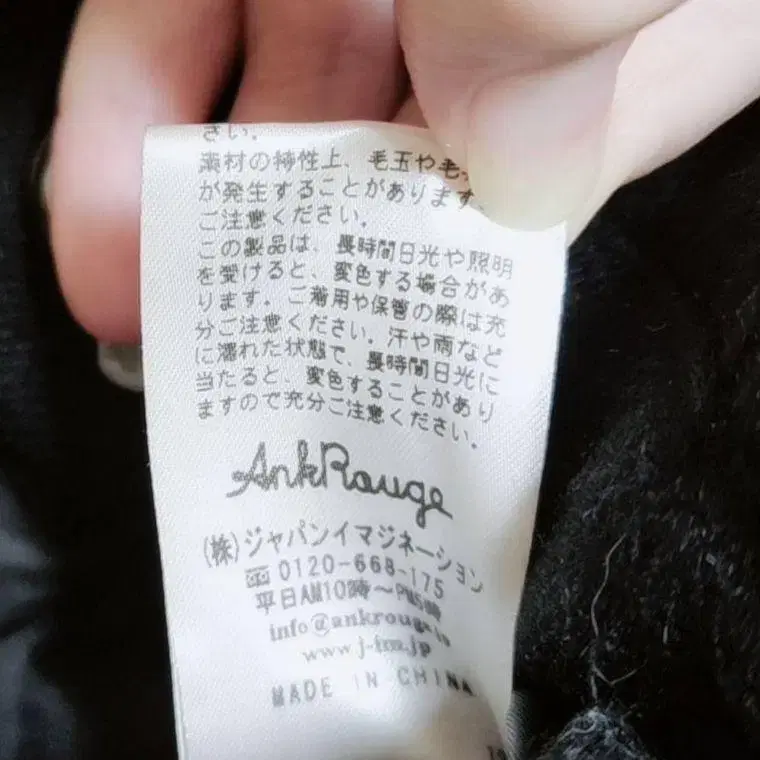 さい。
素材の特性上、毛玉や毛
が発生することがあります。
ご注意ください。
この製品は、長時間日光や照明
を受けると、変色する場合があ
ります。ご着用や保管の際は充
分ご注意ください。汗や雨など
に濡れた状態で、長時間日光に
当たると、変色することがあり
ますので充分ご注意ください。
AnkRouge
(株)ジャパンイマジネーション
0120-668-175
平日AM10時〜PM5時
info@ankrouge.jp
www.j-im.jp
MADE IN CHINA